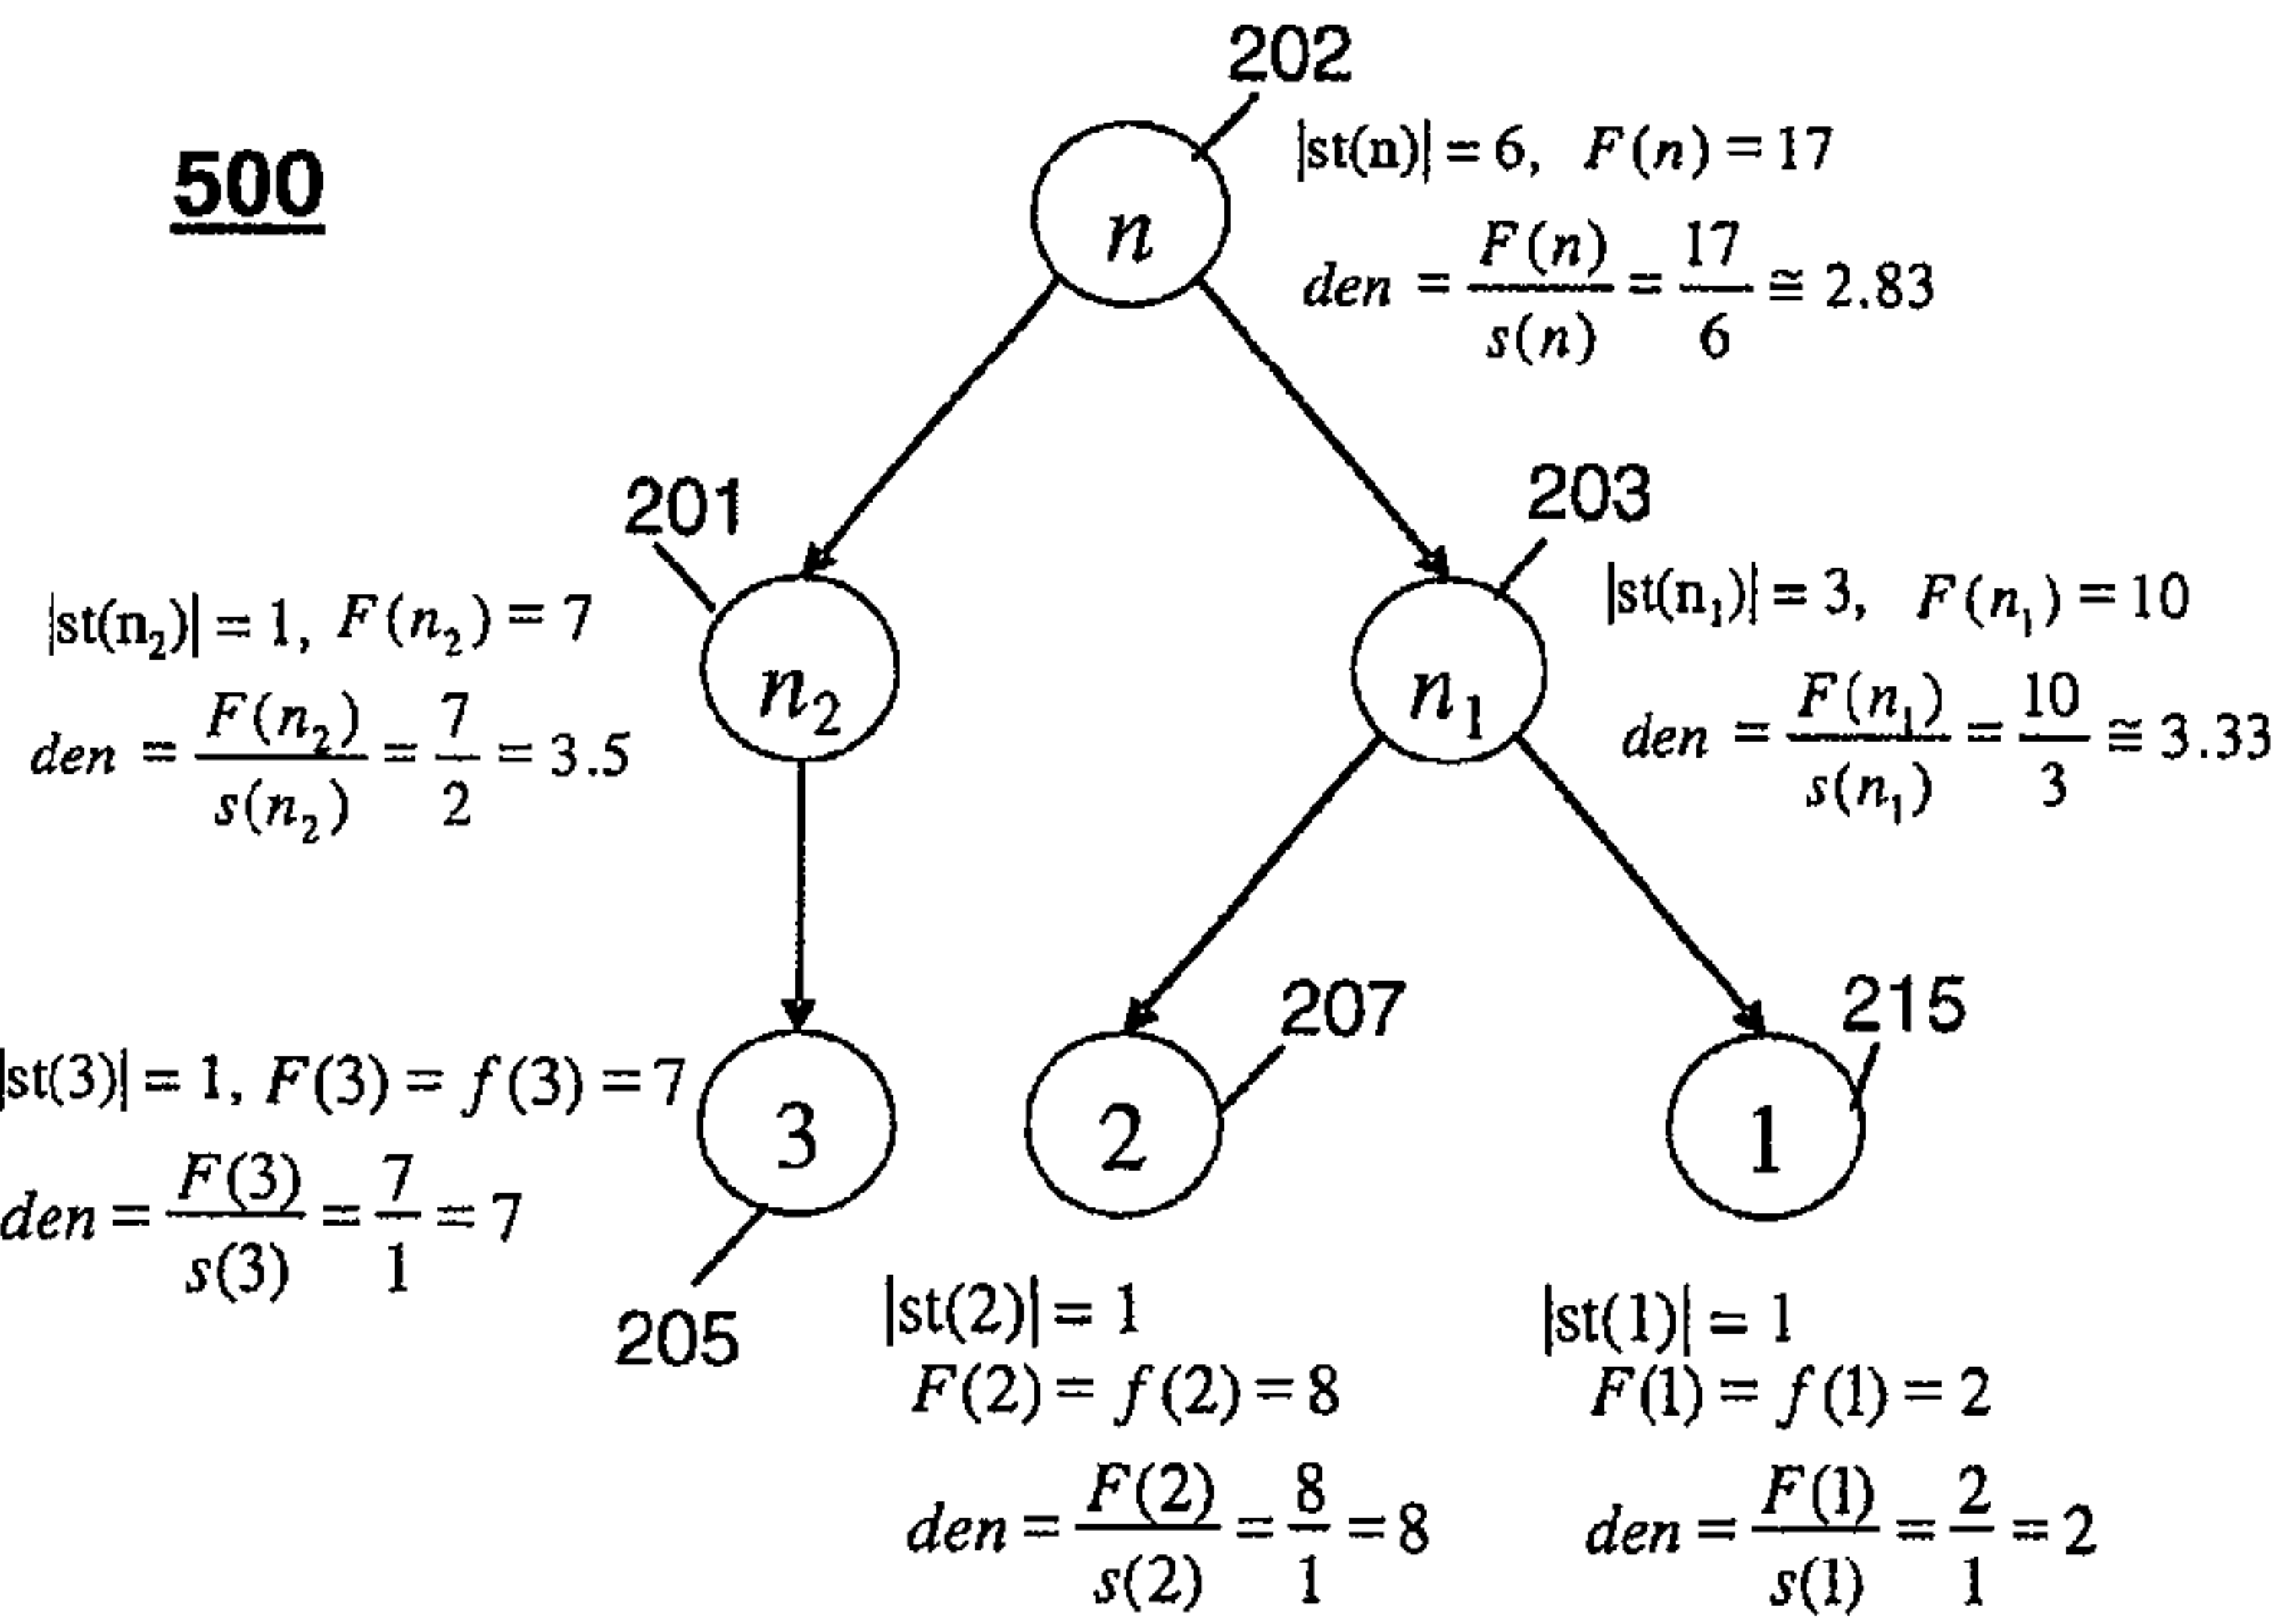 202
500
|st(n)| = 6, F(n) = 17
n
den = F(n)/s(n) = 17/6 ≅ 2.83
201
203
|st(n₂)| = 1, F(n₂) = 7
|st(n₁)| = 3, F(n₁) = 10
n₂
n₁
den = F(n₂)/s(n₂) = 7/2 = 3.5
den = F(n₁)/s(n₁) = 10/3 ≅ 3.33
207
215
|st(3)| = 1, F(3) = f(3) = 7
3
2
1
den = F(3)/s(3) = 7/1 = 7
205
|st(2)| = 1
F(2) = f(2) = 8
den = F(2)/s(2) = 8/1 = 8
|st(1)| = 1
F(1) = f(1) = 2
den = F(1)/s(1) = 2/1 = 2